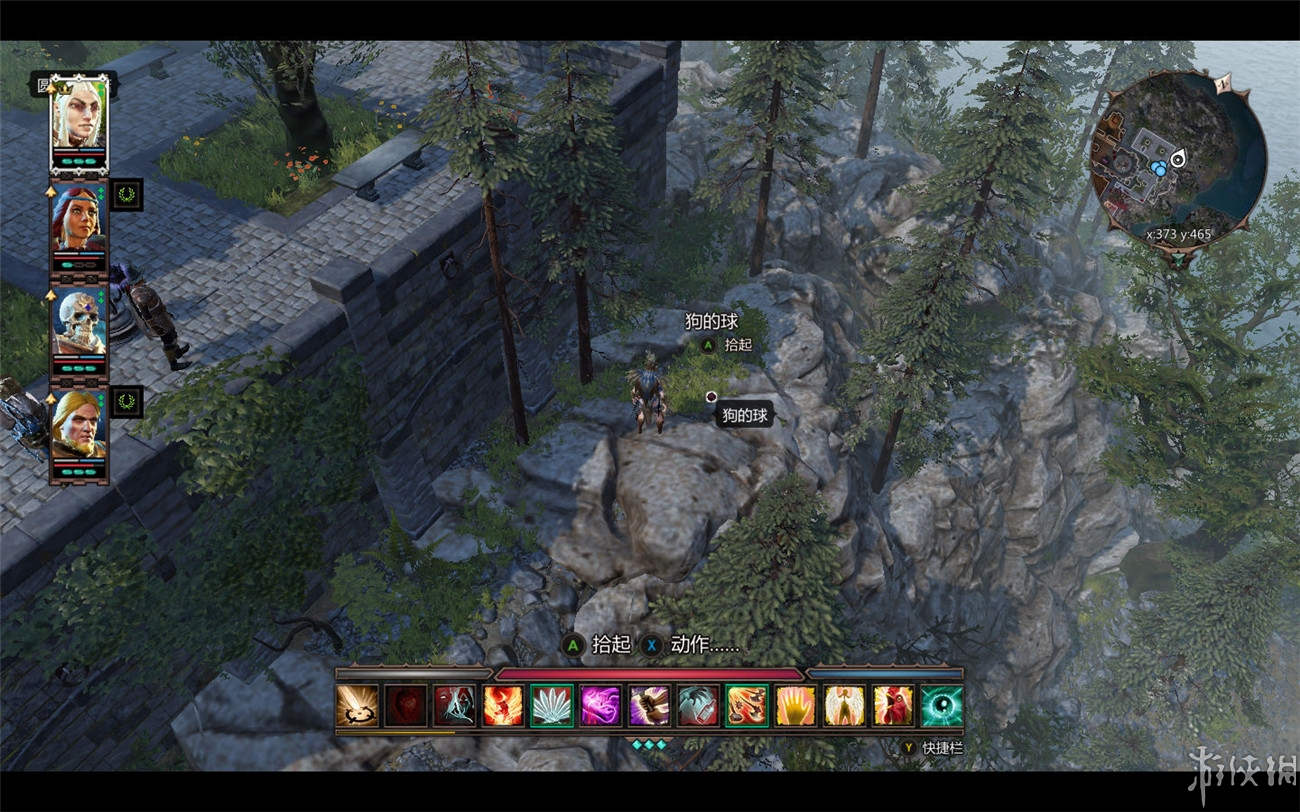 x:373 y:465
狗的球
A 拾起
狗的球
A 拾起 X 动作......
Y 快捷栏
游侠网